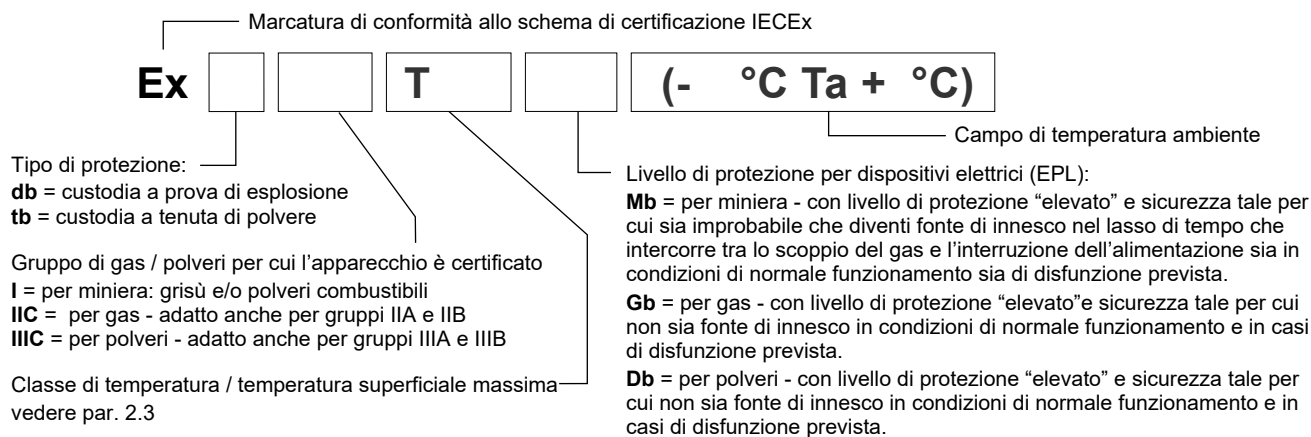 Marcatura di conformità allo schema di certificazione IECEx
Ex T (- °C Ta + °C)
Campo di temperatura ambiente
Tipo di protezione:
db = custodia a prova di esplosione
tb = custodia a tenuta di polvere
Gruppo di gas / polveri per cui l'apparecchio è certificato
I = per miniera: grisù e/o polveri combustibili
IIC = per gas - adatto anche per gruppi IIA e IIB
IIIC = per polveri - adatto anche per gruppi IIIA e IIIB
Classe di temperatura / temperatura superficiale massima
vedere par. 2.3
Livello di protezione per dispositivi elettrici (EPL):
Mb = per miniera - con livello di protezione “elevato” e sicurezza tale per
cui sia improbabile che diventi fonte di innesco nel lasso di tempo che
intercorre tra lo scoppio del gas e l’interruzione dell’alimentazione sia in
condizioni di normale funzionamento sia di disfunzione prevista.
Gb = per gas - con livello di protezione “elevato”e sicurezza tale per cui
non sia fonte di innesco in condizioni di normale funzionamento e in casi
di disfunzione prevista.
Db = per polveri - con livello di protezione “elevato” e sicurezza tale per
cui non sia fonte di innesco in condizioni di normale funzionamento e in
casi di disfunzione prevista.